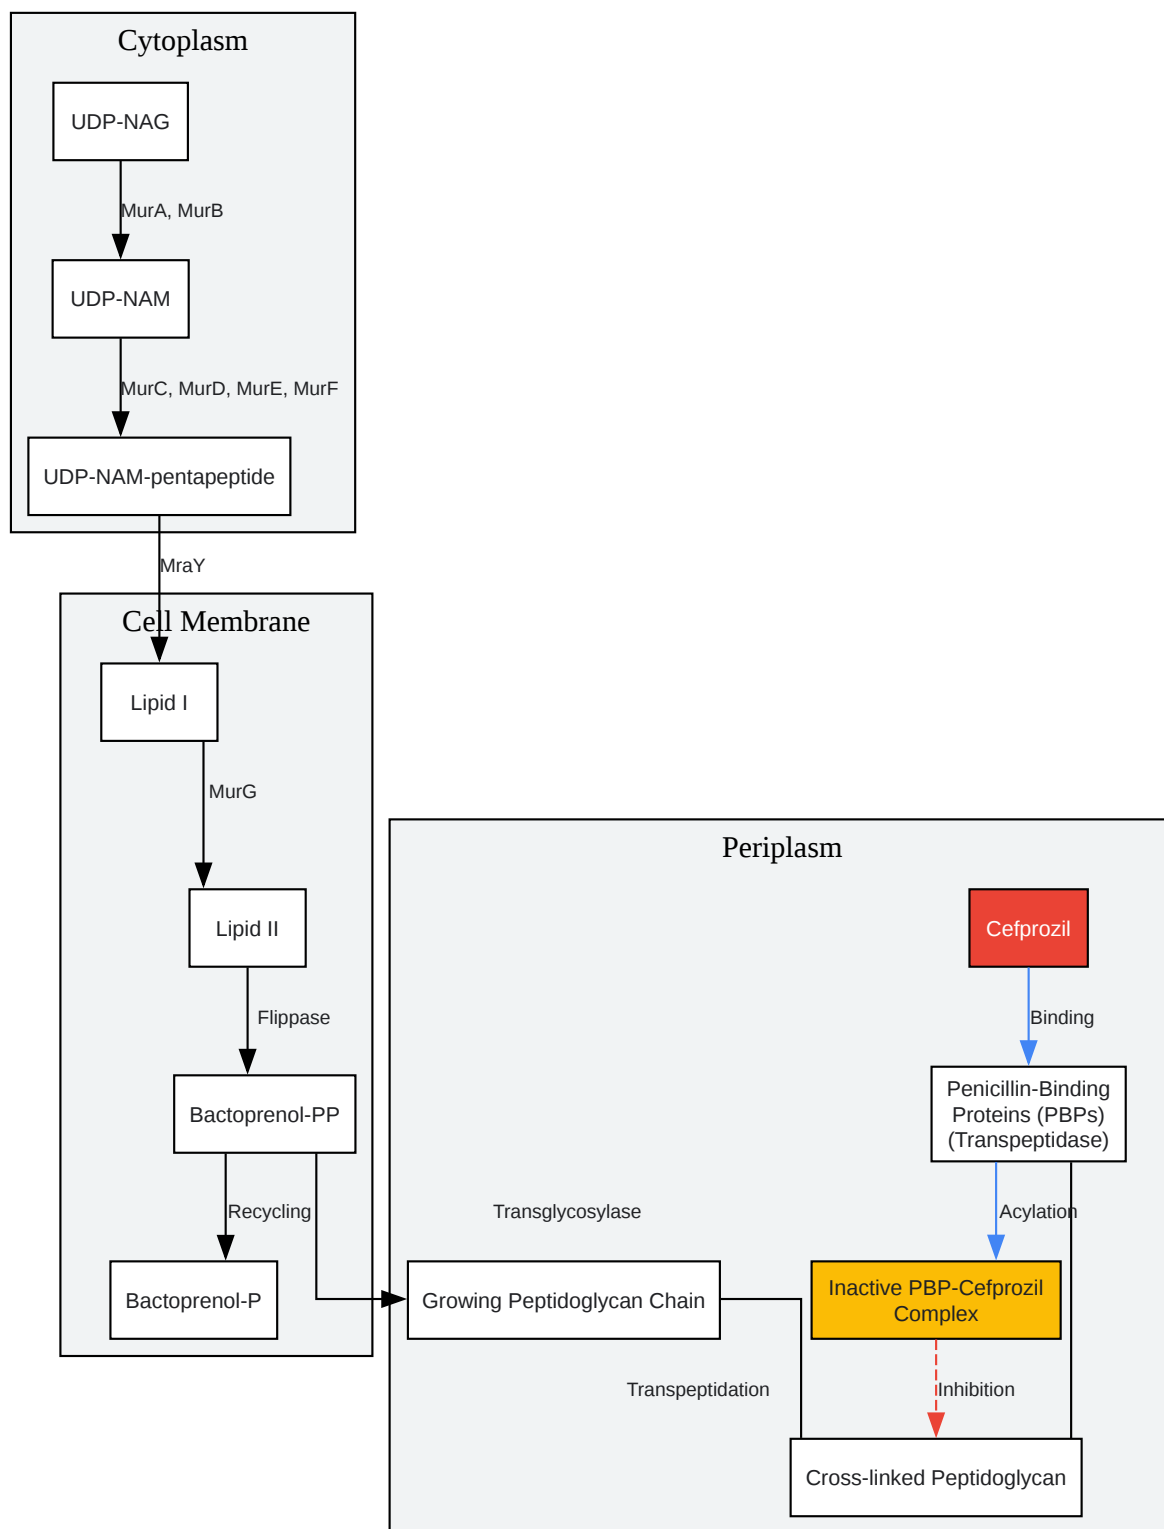 Cytoplasm
UDP-NAG
MurA, MurB
UDP-NAM
MurC, MurD, MurE, MurF
UDP-NAM-pentapeptide
MraY
Cell Membrane
Lipid I
MurG
Lipid II
Flippase
Bactoprenol-PP
Recycling
Bactoprenol-P
Periplasm
Cefprozil
Binding
Penicillin-Binding
Proteins (PBPs)
(Transpeptidase)
Transglycosylase
Acylation
Growing Peptidoglycan Chain
Inactive PBP-Cefprozil
Complex
Transpeptidation
Inhibition
Cross-linked Peptidoglycan